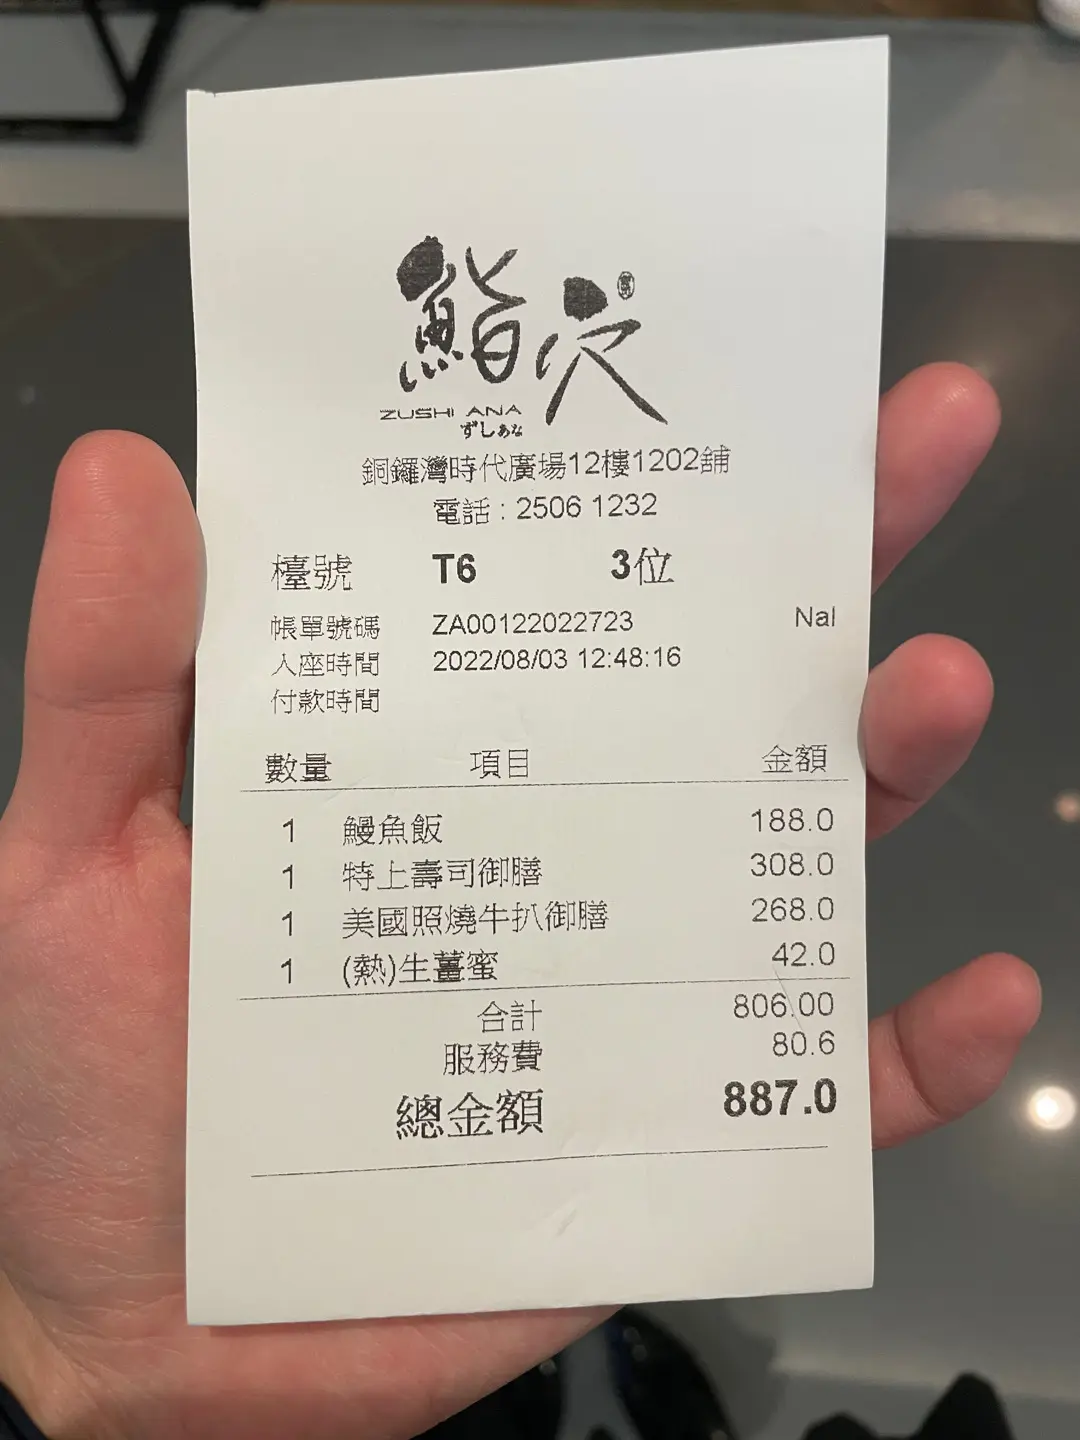 鮨穴
ZUSHI ANA
ずしあな
銅鑼灣時代廣場12樓1202舖
電話 : 2506 1232
檯號 T6 3位
帳單號碼 ZA00122022723 Nal
入座時間 2022/08/03 12:48:16
付款時間
數量 項目 金額
1 鰻魚飯 188.0
1 特上壽司御膳 308.0
1 美國照燒牛扒御膳 268.0
1 (熱)生薑蜜 42.0
合計 806.00
服務費 80.6
總金額 887.0